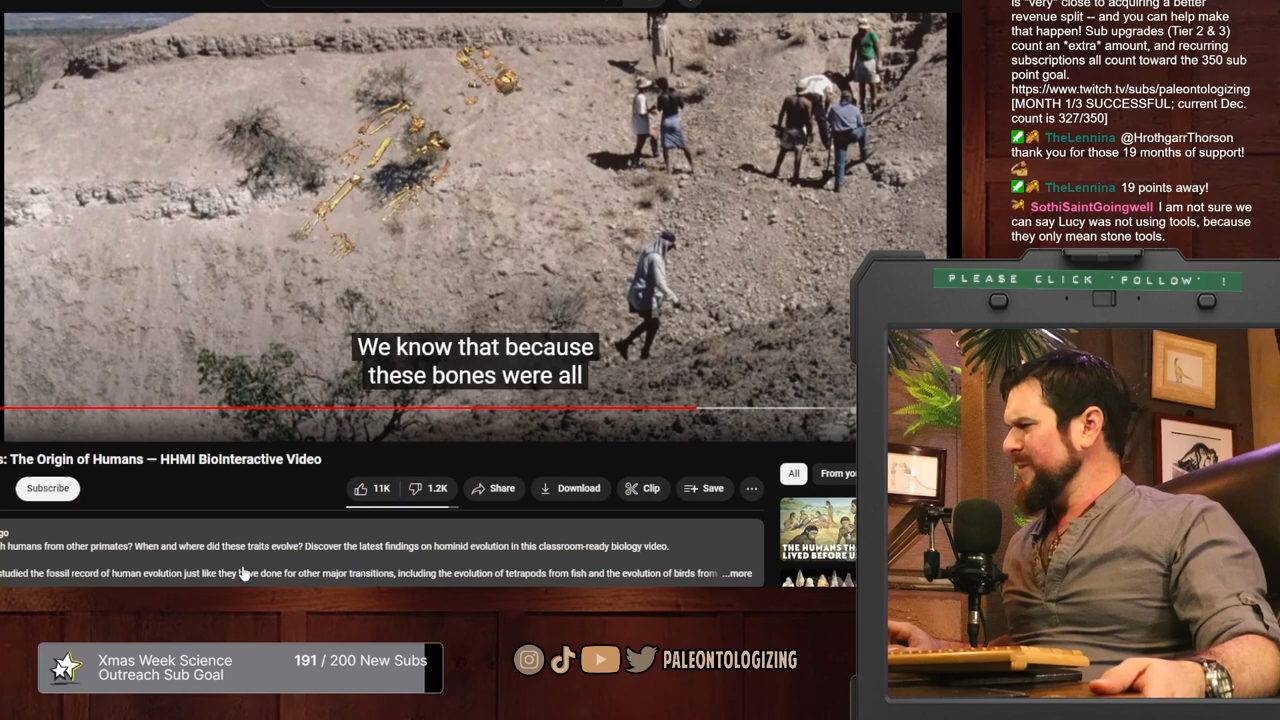 is *very* close to acquiring a better
revenue split -- and you can help make
that happen! Sub upgrades (Tier 2 & 3)
count an *extra* amount, and recurring
subscriptions all count toward the 350 sub
point goal.
https://www.twitch.tv/subs/paleontologizing
[MONTH 1/3 SUCCESSFUL; current Dec.
count is 327/350]
TheLennina @HrothgarrThorson
thank you for those 19 months of support!
TheLennina 19 points away!
SothiSaintGoingwell I am not sure we
can say Lucy was not using tools, because
they only mean stone tools.
PLEASE CLICK 'FOLLOW' !
We know that because
these bones were all
s: The Origin of Humans — HHMI BioInteractive Video
Subscribe
11K
1.2K
Share
Download
Clip
Save
...
All
From you
go
h humans from other primates? When and where did these traits evolve? Discover the latest findings on hominid evolution in this classroom-ready biology video.
studied the fossil record of human evolution just like they have done for other major transitions, including the evolution of tetrapods from fish and the evolution of birds from ...more
THE HUMANS TH
LIVED BEFORE U
Xmas Week Science
Outreach Sub Goal
191 / 200 New Subs
PALEONTOLOGIZING